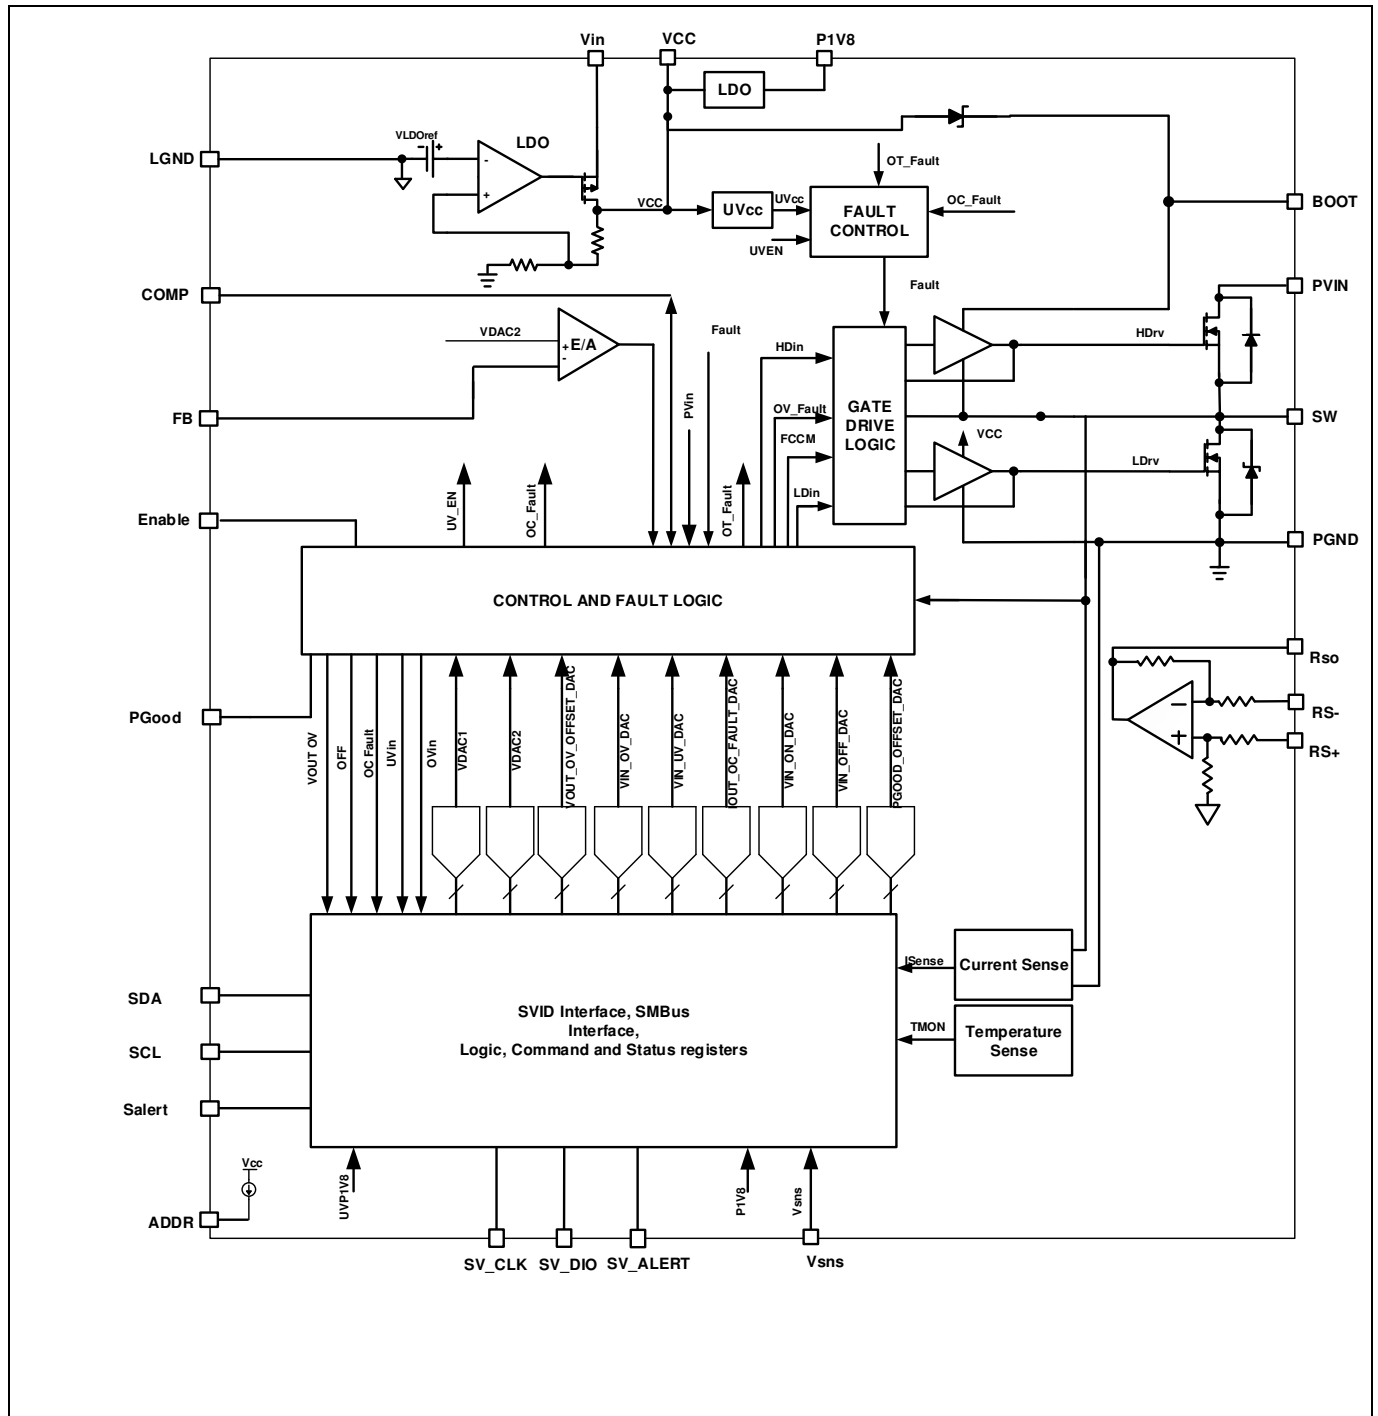 Vin
VCC
P1V8
LDO
VLDOref
- +
LDO
-
+
LGND
OT_Fault
VCC
UVcc
UVcc
FAULT
CONTROL
OC_Fault
UVEN
BOOT
Fault
COMP
PVIN
VDAC2
+E/A
-
Fault
HDin
HDrv
PVin
OV_Fault
GATE
DRIVE
LOGIC
FB
SW
FCCM
VCC
LDin
LDrv
UV_EN
OC_Fault
OT_Fault
Enable
PGND
CONTROL AND FAULT LOGIC
Rso
RS-
RS+
−
+
PGood
VOUT OV
OFF
OC Fault
UVin
OVin
VDAC1
VDAC2
VOUT_OV_OFFSET_DAC
VIN_OV_DAC
VIN_UV_DAC
IOUT_OC_FAULT_DAC
VIN_ON_DAC
VIN_OFF_DAC
PGOOD_OFFSET_DAC
ISense
Current Sense
SDA
SVID Interface, SMBus
Interface,
Logic, Command and Status registers
TMON
Temperature
Sense
SCL
Salert
Vcc
ADDR
UVP1V8
P1V8
Vsns
SV_CLK
SV_DIO
SV_ALERT
Vsns